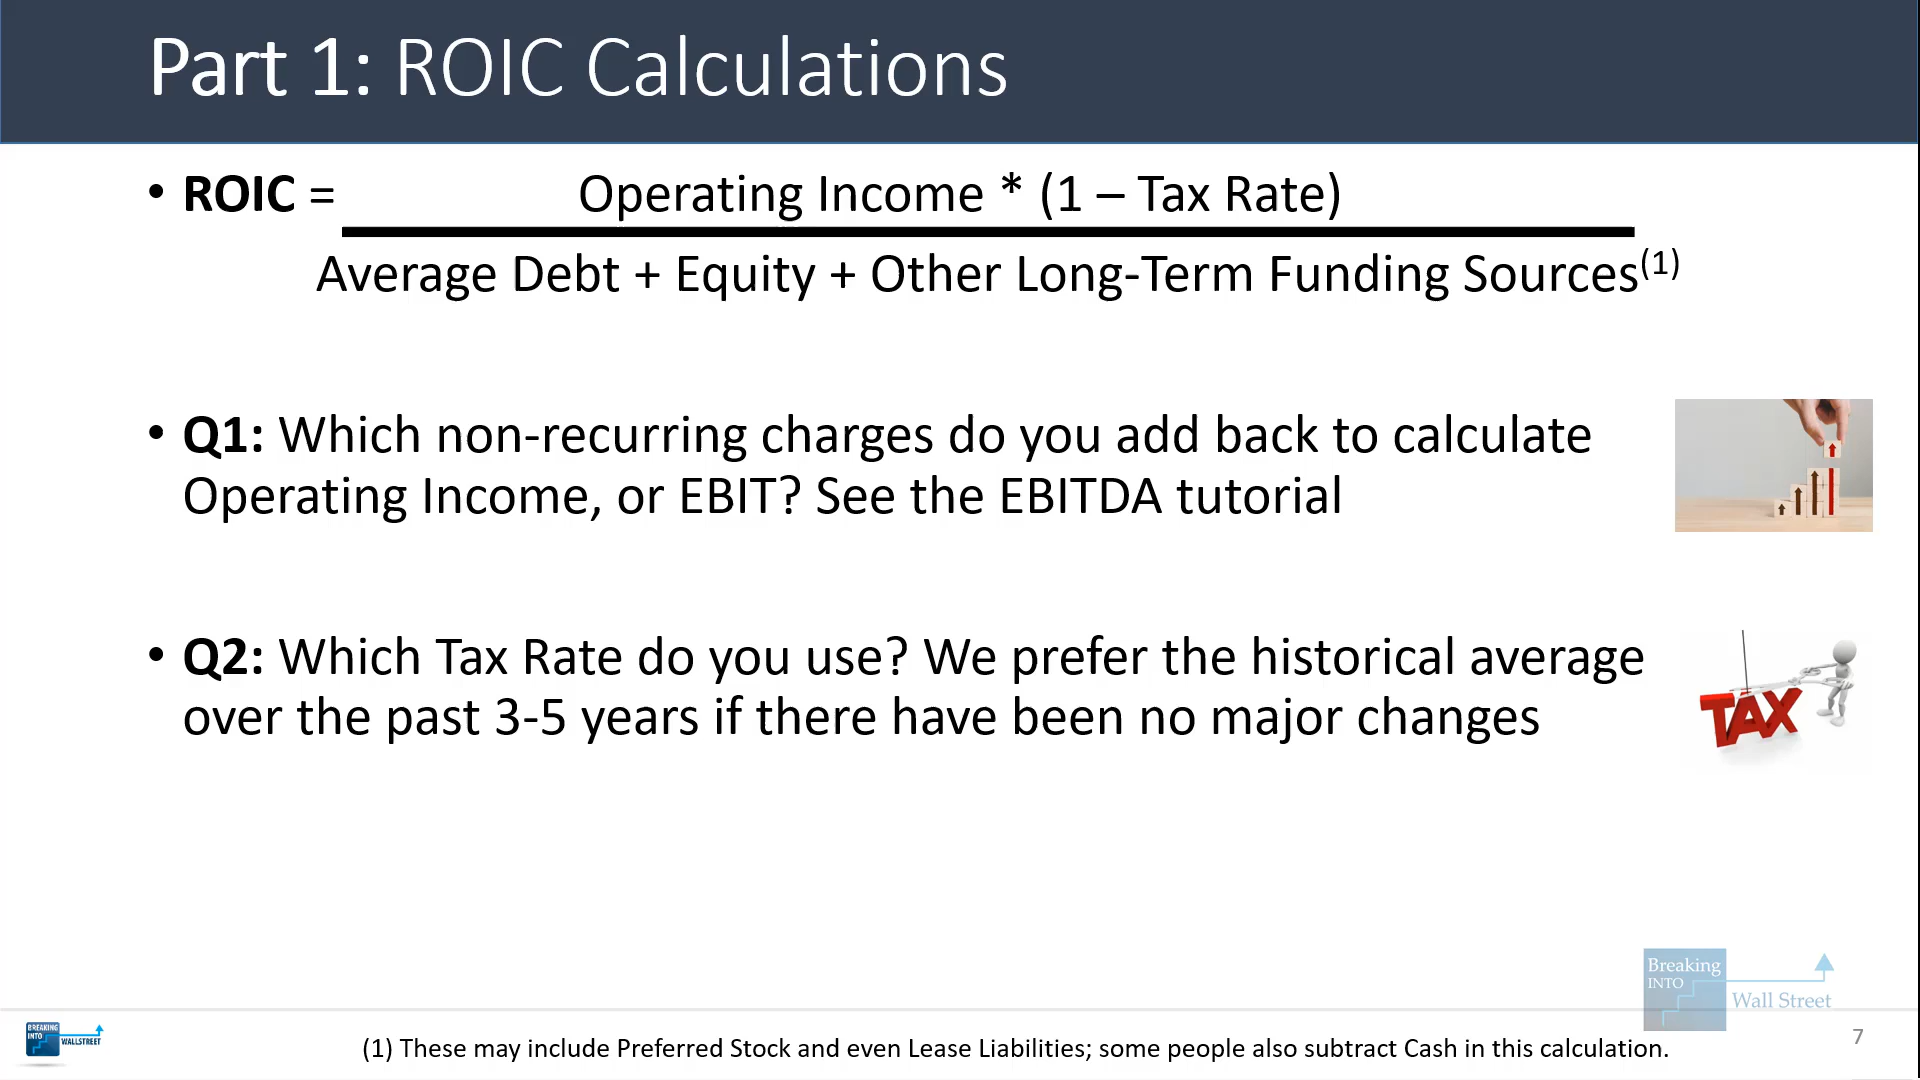 Part 1: ROIC Calculations
• ROIC = Operating Income * (1 – Tax Rate)
Average Debt + Equity + Other Long-Term Funding Sources(1)
• Q1: Which non-recurring charges do you add back to calculate
Operating Income, or EBIT? See the EBITDA tutorial
• Q2: Which Tax Rate do you use? We prefer the historical average
over the past 3-5 years if there have been no major changes
TAX
Breaking
INTO
Wall Street
BREAKING
INTO
WALLSTREET
(1) These may include Preferred Stock and even Lease Liabilities; some people also subtract Cash in this calculation.
7